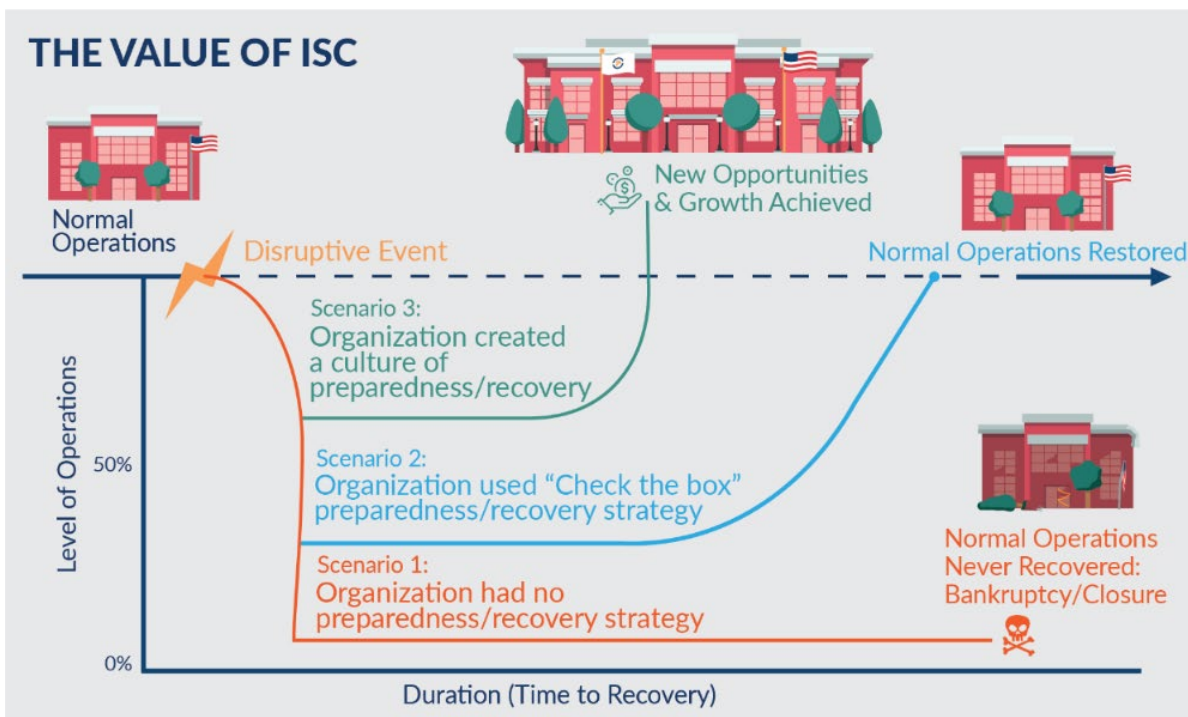 THE VALUE OF ISC
Normal
Operations
New Opportunities
& Growth Achieved
Disruptive Event
Normal Operations Restored
Scenario 3:
Organization created
a culture of
preparedness/recovery
Level of Operations
50%
Scenario 2:
Organization used “Check the box”
preparedness/recovery strategy
Scenario 1:
Organization had no
preparedness/recovery strategy
Normal Operations
Never Recovered:
Bankruptcy/Closure
0%
Duration (Time to Recovery)